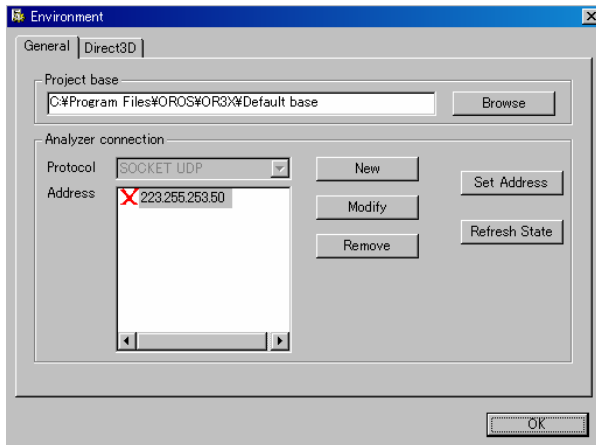 Environment
General Direct3D
Project base
C:¥Program Files¥OROS¥OR3X¥Default base Browse
Analyzer connection
Protocol SOCKET UDP New Set Address
Address 223.255.253.50 Modify
Remove Refresh State
OK